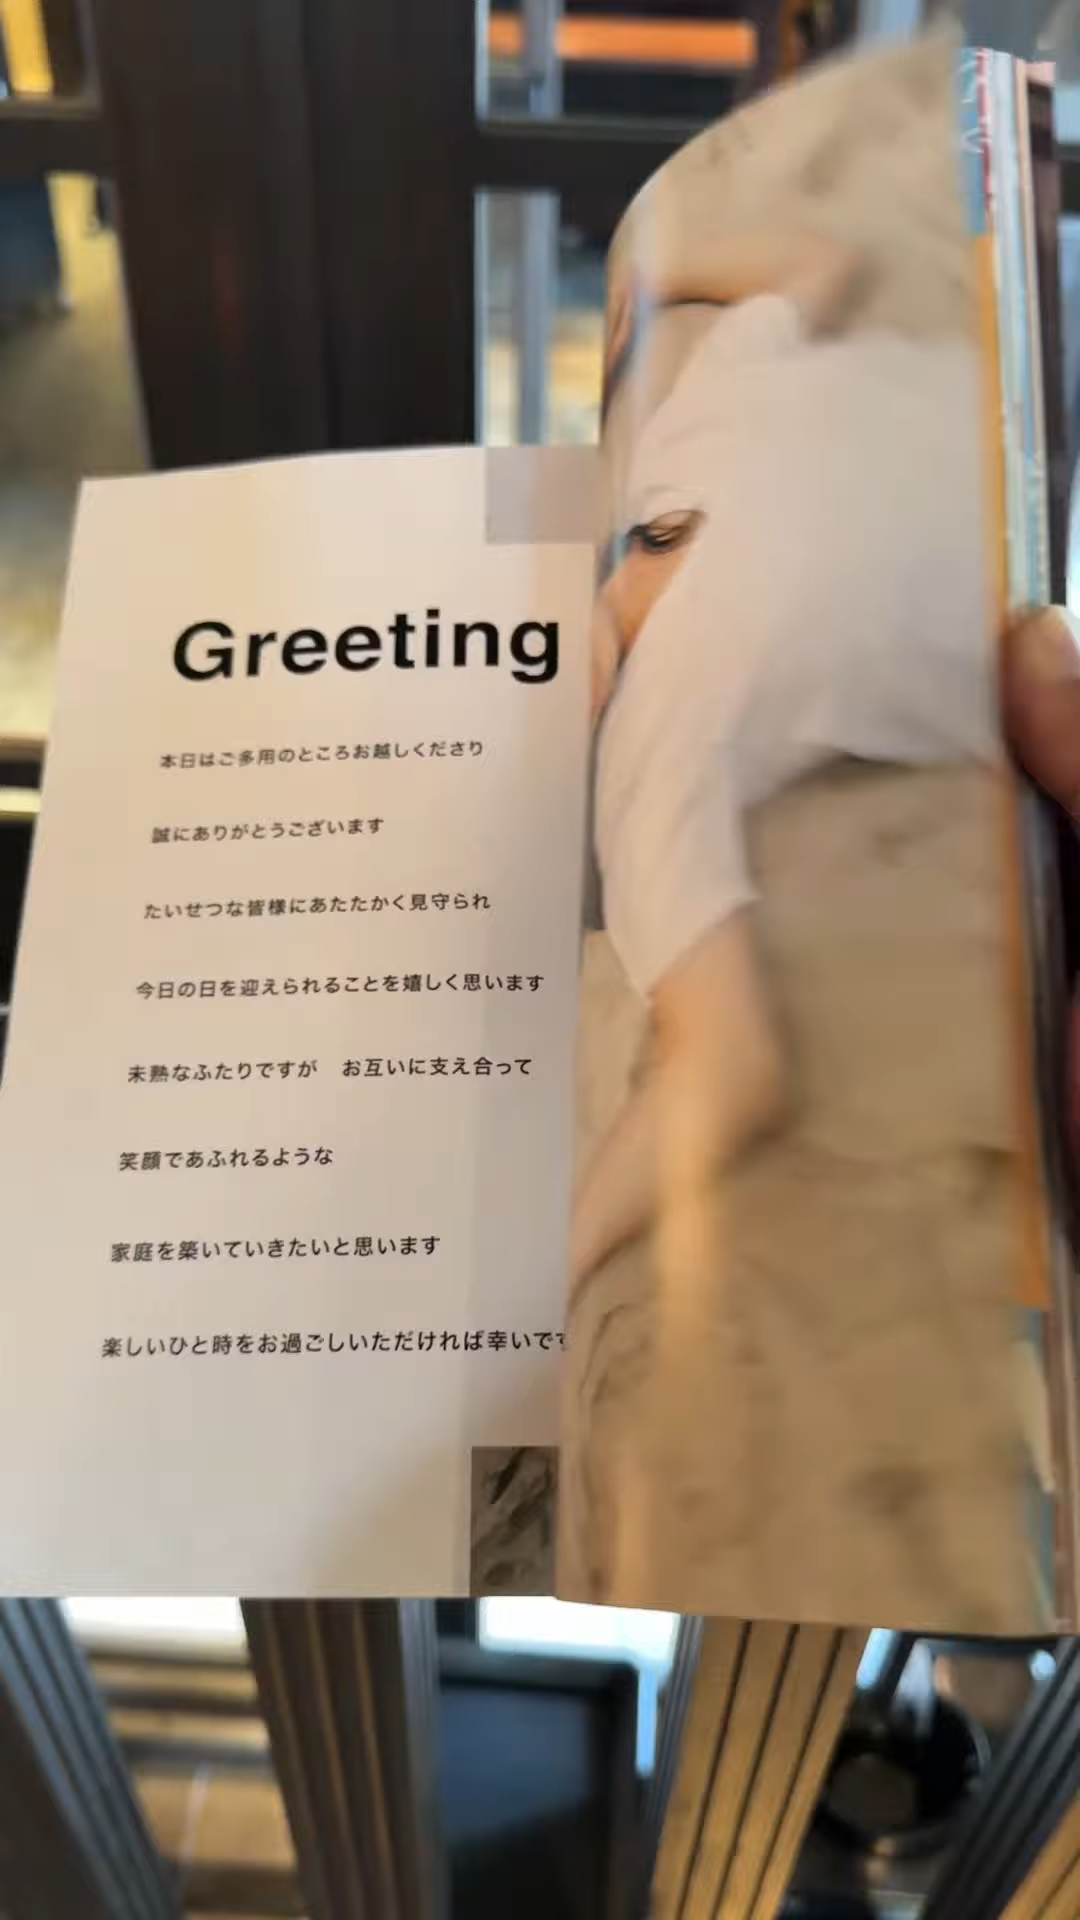 Greeting
本日はご多用のところお越しくださり
誠にありがとうございます
たいせつな皆様にあたたかく見守られ
今日の日を迎えられることを嬉しく思います
未熟なふたりですが　お互いに支え合って
笑顔であふれるような
家庭を築いていきたいと思います
楽しいひと時をお過ごしいただければ幸いです